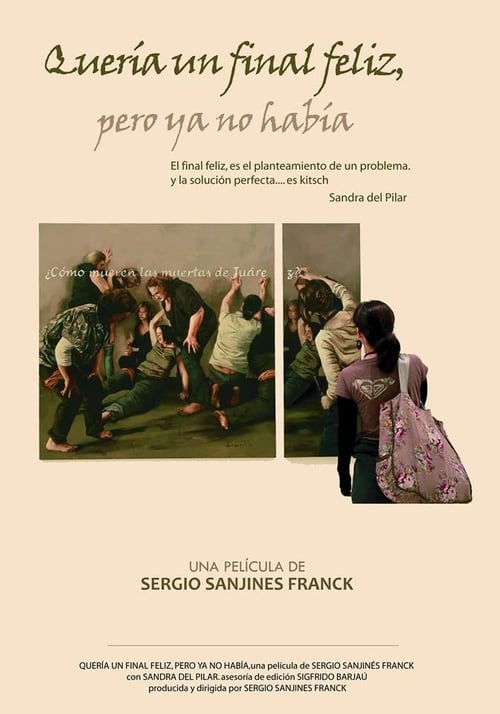 Quería un final feliz,
pero ya no había
El final feliz, es el planteamiento de un problema.
y la solución perfecta.... es kitsch
Sandra del Pilar
¿Cómo mueren las muertas de Juáre z?
UNA PELÍCULA DE
SERGIO SANJINES FRANCK
QUERÍA UN FINAL FELIZ, PERO YA NO HABÍA,una película de SERGIO SANJINÉS FRANCK
con SANDRA DEL PILAR. asesoría de edición SIGFRIDO BARJAÚ
producida y dirigida por SERGIO SANJINES FRANCK